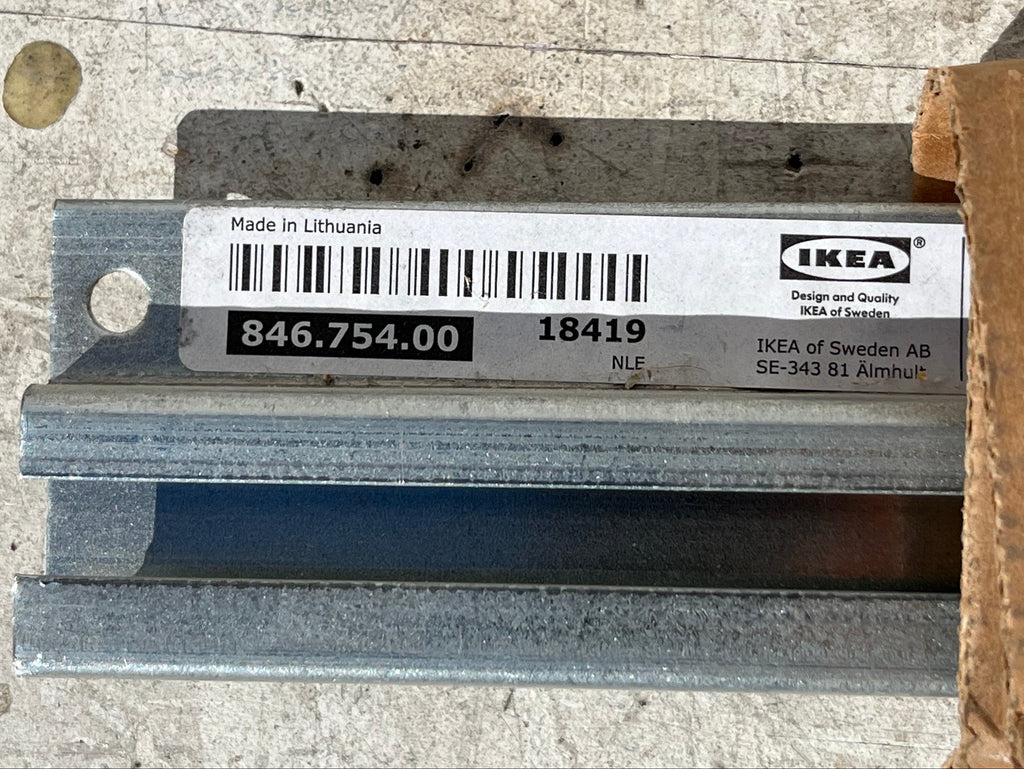 Made in Lithuania
846.754.00
18419
NLE
IKEA®
Design and Quality
IKEA of Sweden
IKEA of Sweden AB
SE-343 81 Älmhult